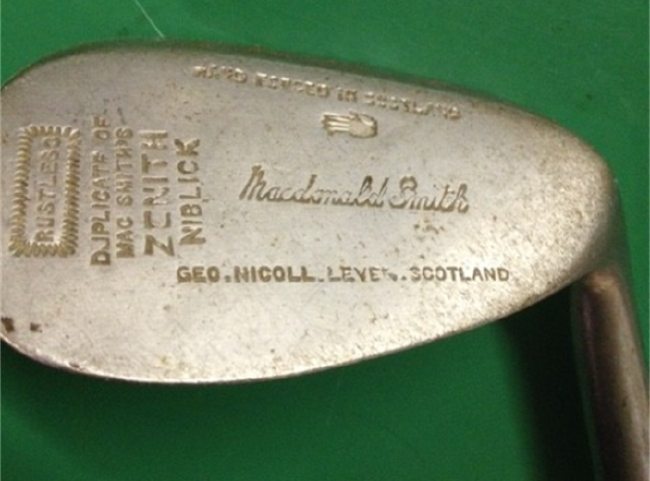 HAND FORGED IN SCOTLAND
RUSTLESS
DUPLICATE OF
MAC SMITH'S
ZENITH
NIBLICK
Macdonald Smith
GEO. NICOLL. LEVEN. SCOTLAND